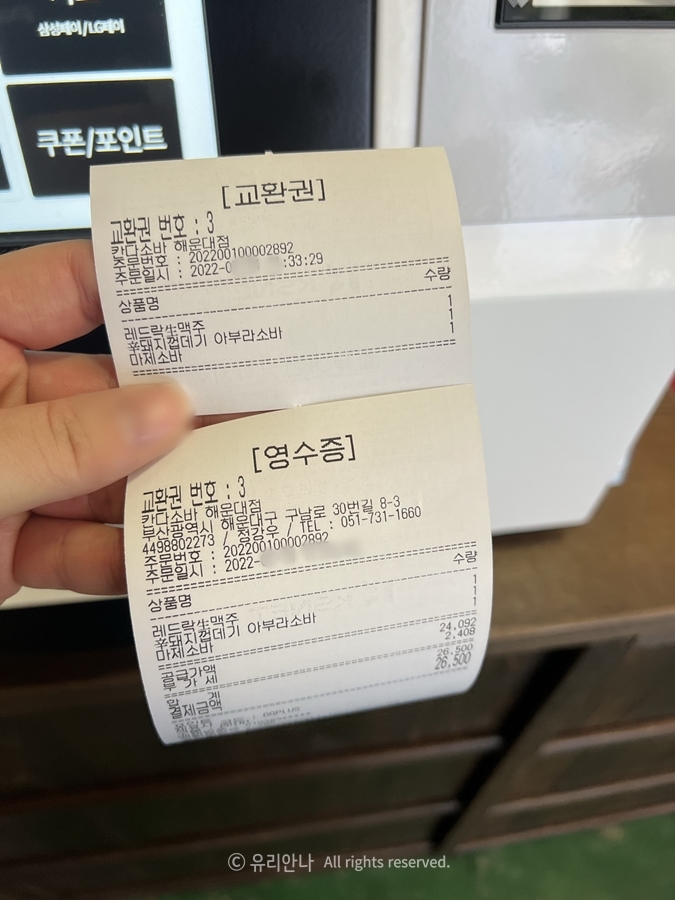 삼성페이/LG페이
쿠폰/포인트
[교환권]
교환권 번호 : 3
칸다소바 해운대점
주문번호 : 202200100002892
주문일시 : 2022-0 :33:29
상품명 수량
레드락生맥주 1
辛돼지껍데기 아부라소바 1
마제소바 1
[영수증]
교환권 번호 : 3
칸다소바 해운대점
부산광역시 해운대구 구남로 30번길 8-3
4498802273 / 정강우 / TEL : 051-731-1660
주문번호 : 202200100002892
주문일시 : 2022-
상품명 수량
레드락生맥주 1
辛돼지껍데기 아부라소바 1
마제소바 1
공급가액 24,092
부 가 세 2,408
합 계 26,500
결제금액 26,500
© 유리안나 All rights reserved.